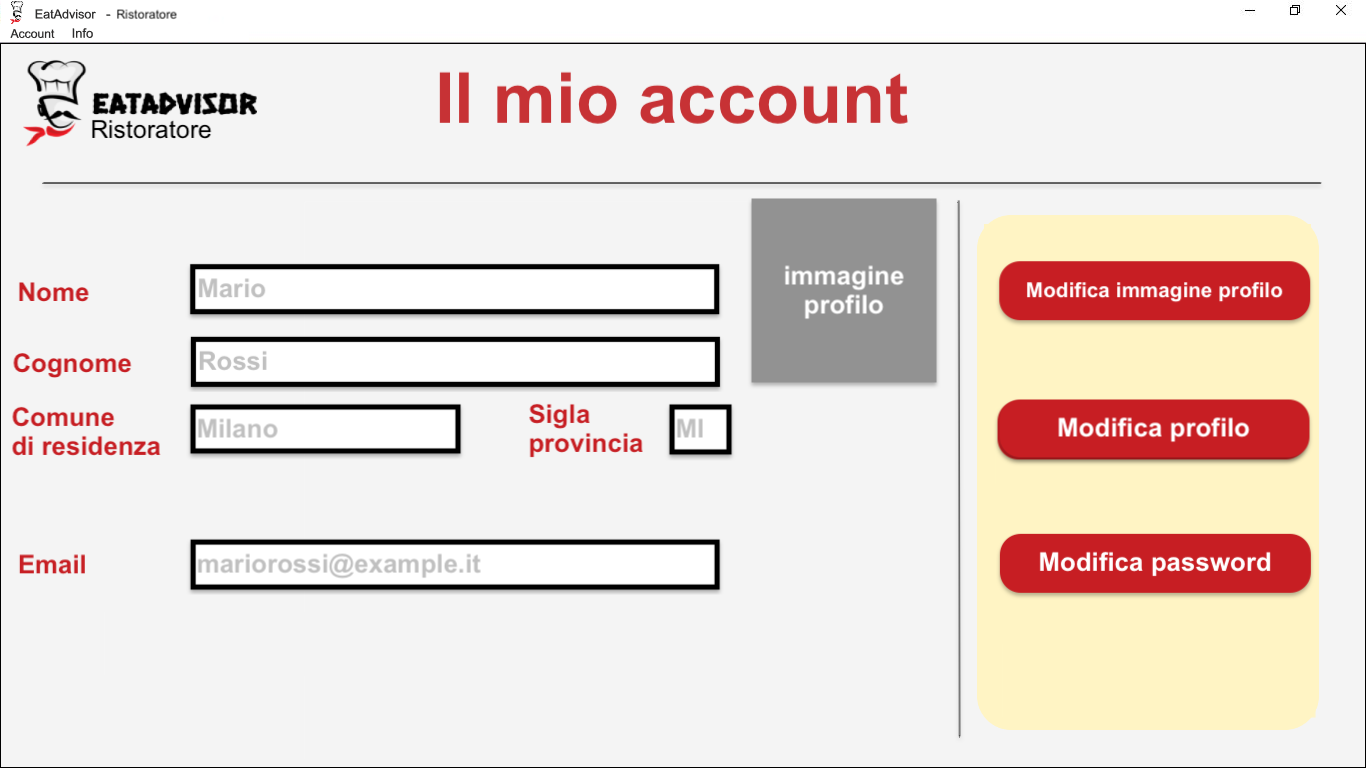 EatAdvisor - Ristoratore
Account Info
EATADVISOR
Ristoratore
Il mio account
Nome
Mario
Cognome
Rossi
Comune
di residenza
Milano
Sigla
provincia
MI
Email
mariorossi@example.it
immagine
profilo
Modifica immagine profilo
Modifica profilo
Modifica password